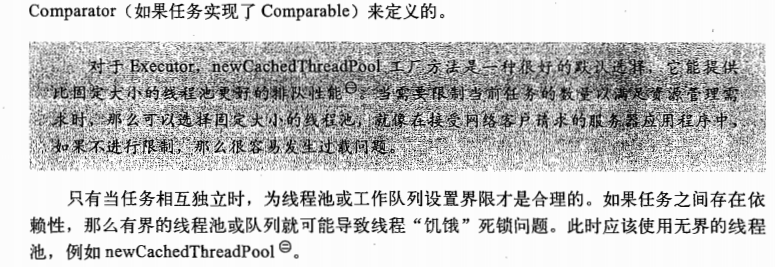 Comparator（如果任务实现了 Comparable）来定义的。
对于 Executor，newCachedThreadPool 工厂方法是一种很好的默认选择，它能提供
比固定大小的线程池更好的排队性能㊀。当需要限制当前任务的数量以满足资源管理需
求时，那么可以选择固定大小的线程池，就像在接受网络客户请求的服务器应用程序中，
如果不进行限制，那么很容易发生过载问题。
只有当任务相互独立时，为线程池或工作队列设置界限才是合理的。如果任务之间存在依
赖性，那么有界的线程池或队列就可能导致线程“饥饿”死锁问题。此时应该使用无界的线程
池，例如 newCachedThreadPool ㊁。